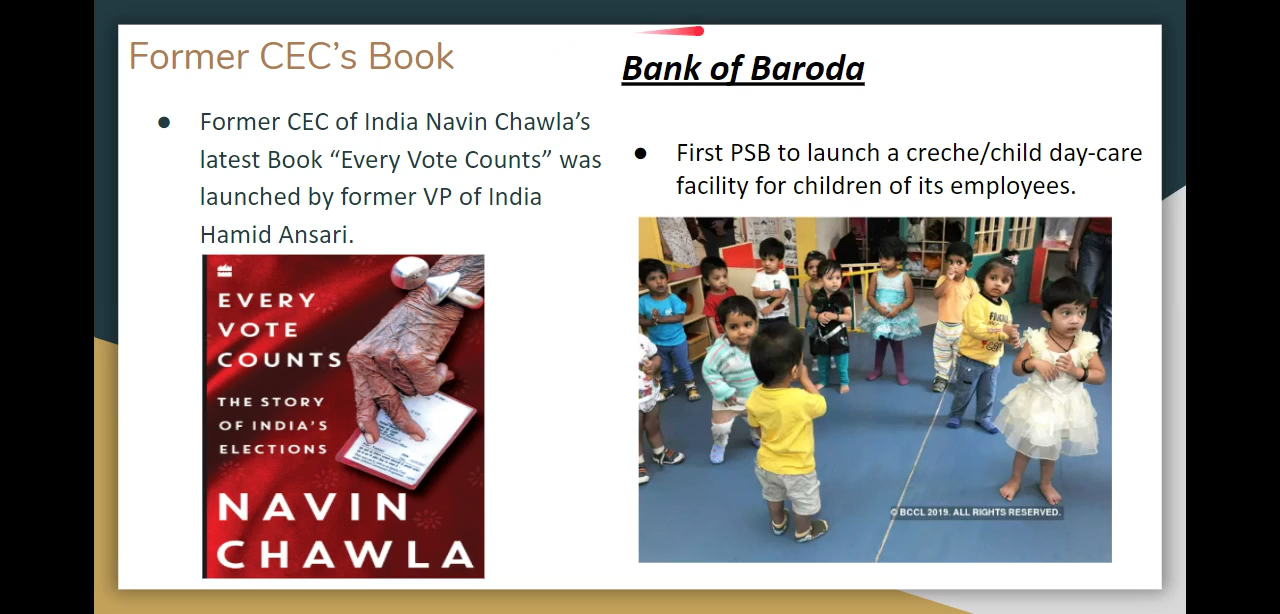 Former CEC's Book
● Former CEC of India Navin Chawla's
latest Book “Every Vote Counts” was
launched by former VP of India
Hamid Ansari.
EVERY
VOTE
COUNTS
THE STORY
OF INDIA'S
ELECTIONS
NAVIN
CHAWLA
Bank of Baroda
● First PSB to launch a creche/child day-care
facility for children of its employees.
© BCCL 2019. ALL RIGHTS RESERVED.